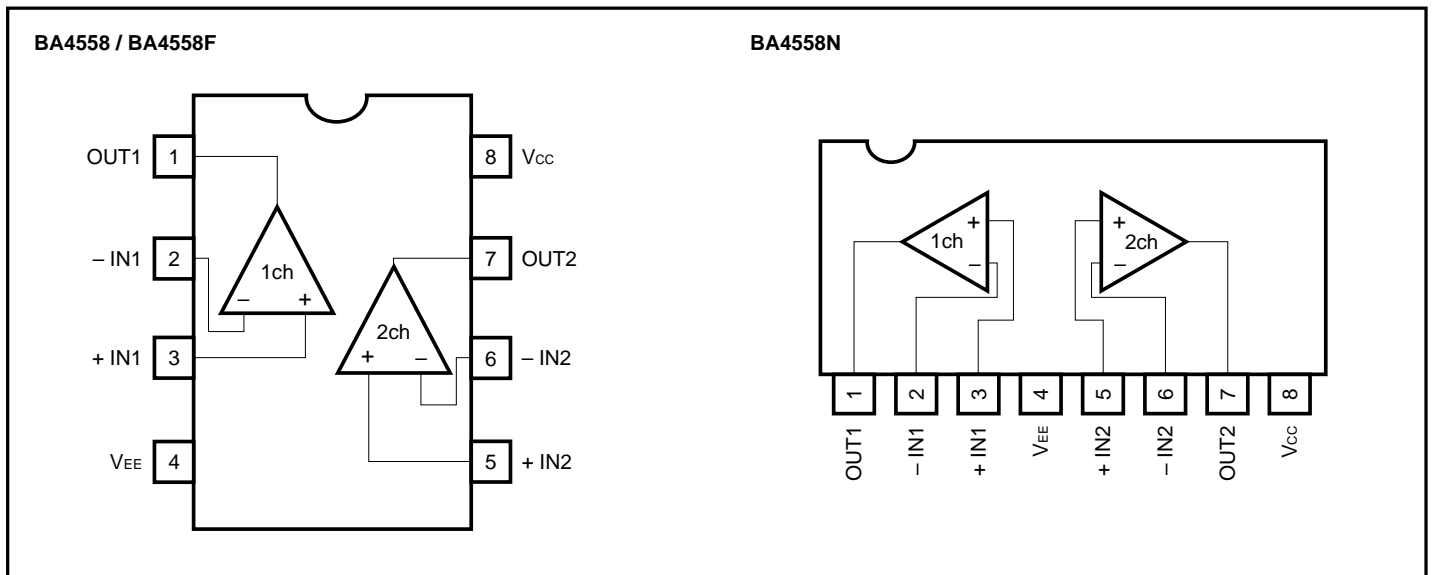 BA4558 / BA4558F
OUT1 1
8 VCC
– IN1 2
7 OUT2
1ch
– +
+ IN1 3
2ch
+ –
6 – IN2
VEE 4
5 + IN2
BA4558N
1ch
+
–
2ch
+
–
1 2 3 4 5 6 7 8
OUT1
– IN1
+ IN1
VEE
+ IN2
– IN2
OUT2
VCC